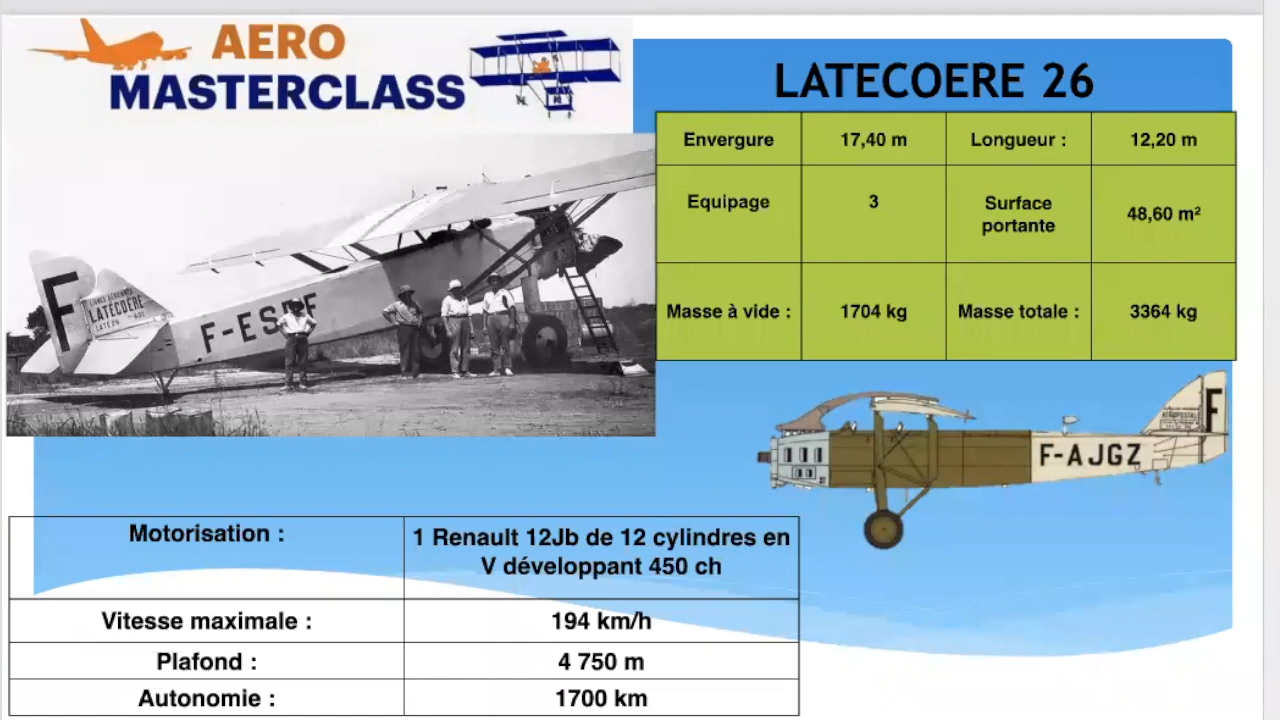 AERO
MASTERCLASS
LATECOERE 26
Envergure 17,40 m Longueur : 12,20 m
Equipage 3 Surface portante 48,60 m²
Masse à vide : 1704 kg Masse totale : 3364 kg
F
LATÉCOÈRE
F-ES
F
F-AJGZ
F
Motorisation :
1 Renault 12Jb de 12 cylindres en
V développant 450 ch
Vitesse maximale : 194 km/h
Plafond : 4 750 m
Autonomie : 1700 km